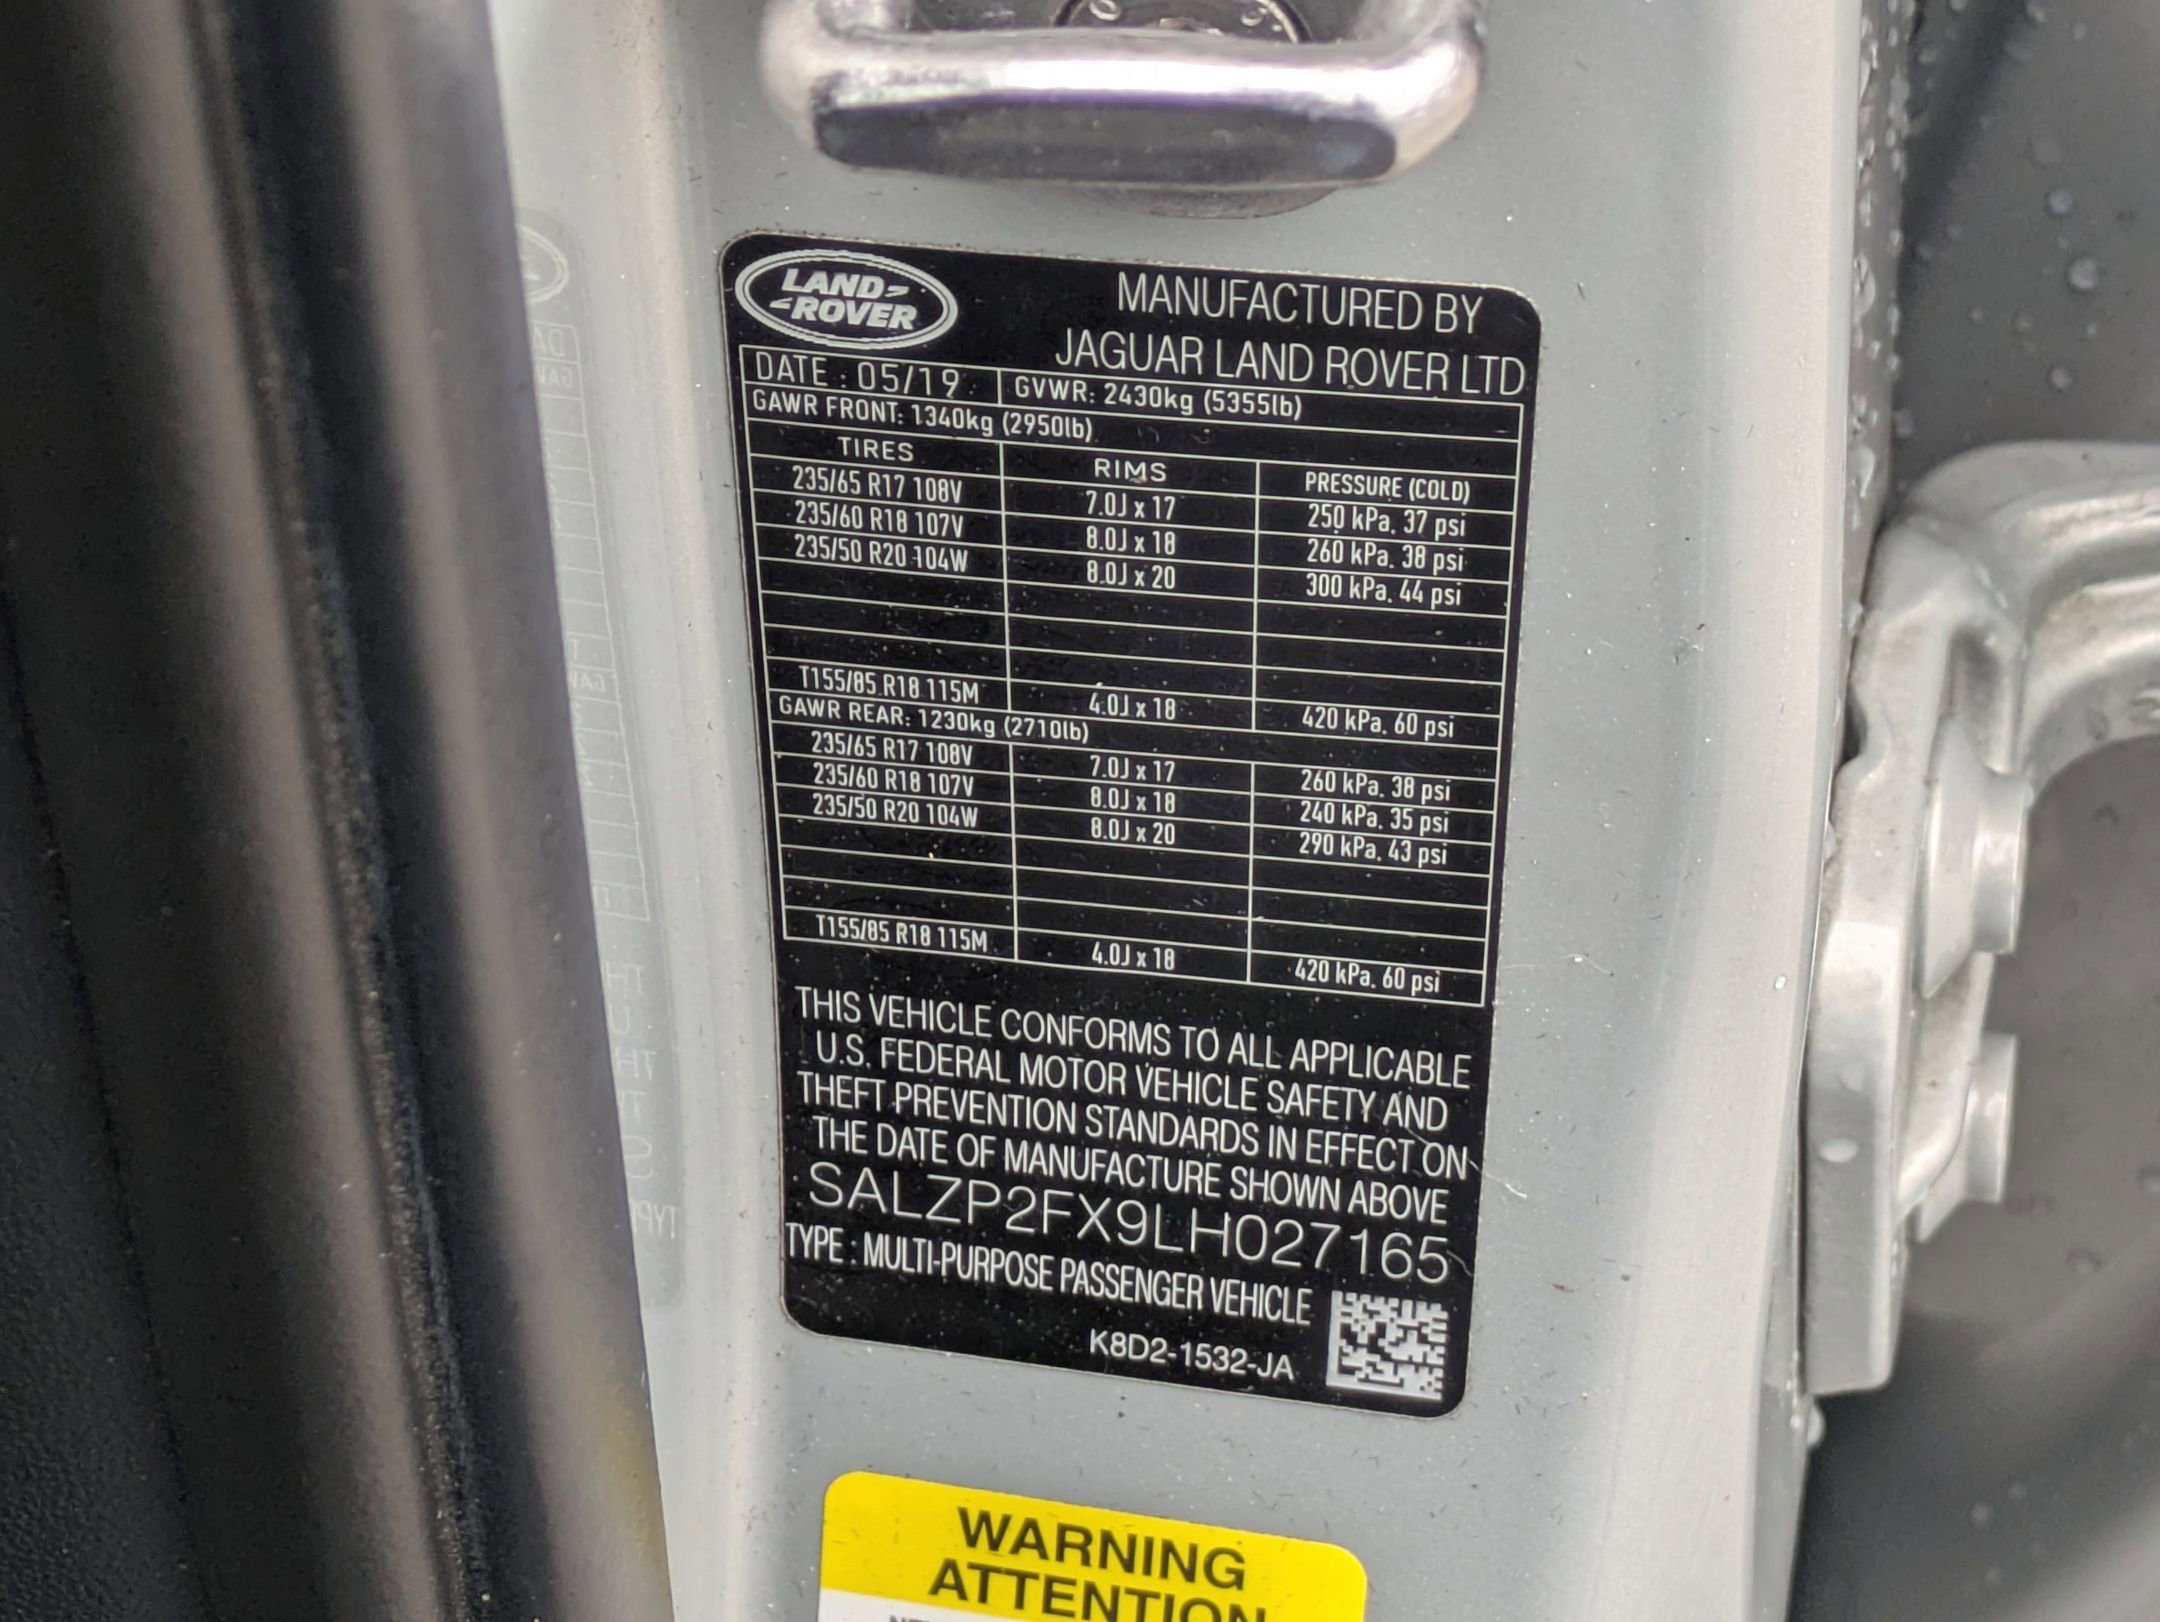 LAND
ROVER
MANUFACTURED BY
JAGUAR LAND ROVER LTD
DATE : 05/19 GVWR: 2430kg (5355lb)
GAWR FRONT: 1340kg (2950lb)
TIRES RIMS PRESSURE (COLD)
235/65 R17 108V 7.0J x 17 250 kPa. 37 psi
235/60 R18 107V 8.0J x 18 260 kPa. 38 psi
235/50 R20 104W 8.0J x 20 300 kPa. 44 psi
T155/85 R18 115M 4.0J x 18 420 kPa. 60 psi
GAWR REAR: 1230kg (2710lb)
235/65 R17 108V 7.0J x 17 260 kPa. 38 psi
235/60 R18 107V 8.0J x 18 240 kPa. 35 psi
235/50 R20 104W 8.0J x 20 290 kPa. 43 psi
T155/85 R18 115M 4.0J x 18 420 kPa. 60 psi
THIS VEHICLE CONFORMS TO ALL APPLICABLE
U.S. FEDERAL MOTOR VEHICLE SAFETY AND
THEFT PREVENTION STANDARDS IN EFFECT ON
THE DATE OF MANUFACTURE SHOWN ABOVE
SALZP2FX9LH027165
TYPE : MULTI-PURPOSE PASSENGER VEHICLE
K8D2-1532-JA
WARNING
ATTENTION